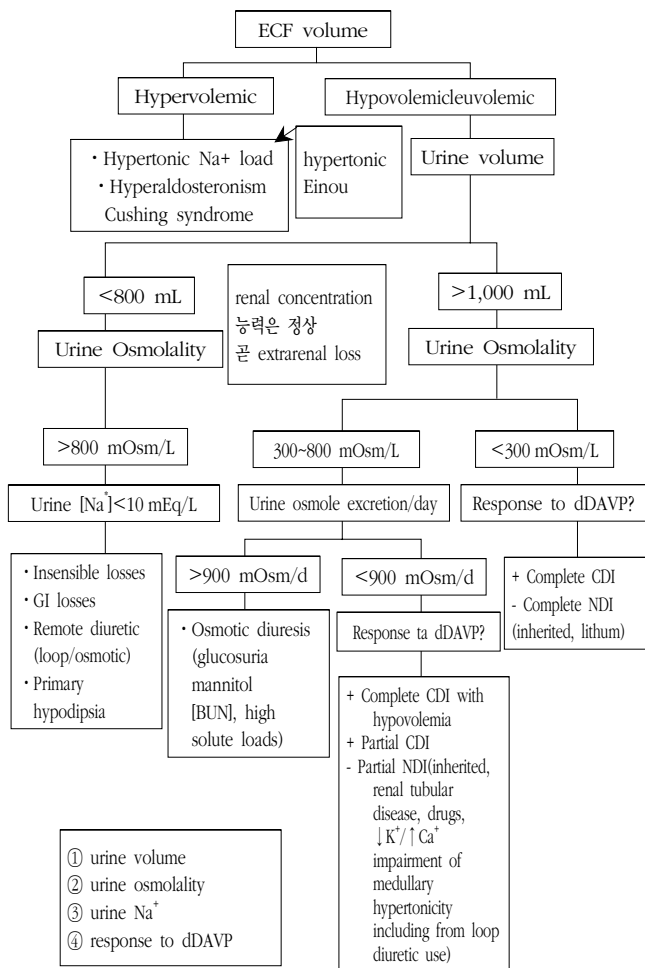 ECF volume
Hypervolemic
Hypovolemicleuvolemic
· Hypertonic Na+ load
· Hyperaldosteronism
Cushing syndrome
hypertonic
Einou
Urine volume
<800 mL
Urine Osmolality
renal concentration
능력은 정상
곧 extrarenal loss
>1,000 mL
Urine Osmolality
>800 mOsm/L
Urine [Na⁺]<10 mEq/L
300~800 mOsm/L
Urine osmole excretion/day
<300 mOsm/L
Response to dDAVP?
· Insensible losses
· GI losses
· Remote diuretic
(loop/osmotic)
· Primary
hypodipsia
>900 mOsm/d
· Osmotic diuresis
(glucosuria
mannitol
[BUN], high
solute loads)
<900 mOsm/d
Response ta dDAVP?
+ Complete CDI
- Complete NDI
(inherited, lithum)
+ Complete CDI with
hypovolemia
+ Partial CDI
- Partial NDI(inherited,
renal tubular
disease, drugs,
↓K⁺/↑Ca⁺
impairment of
medullary
hypertonicity
including from loop
diuretic use)
① urine volume
② urine osmolality
③ urine Na⁺
④ response to dDAVP